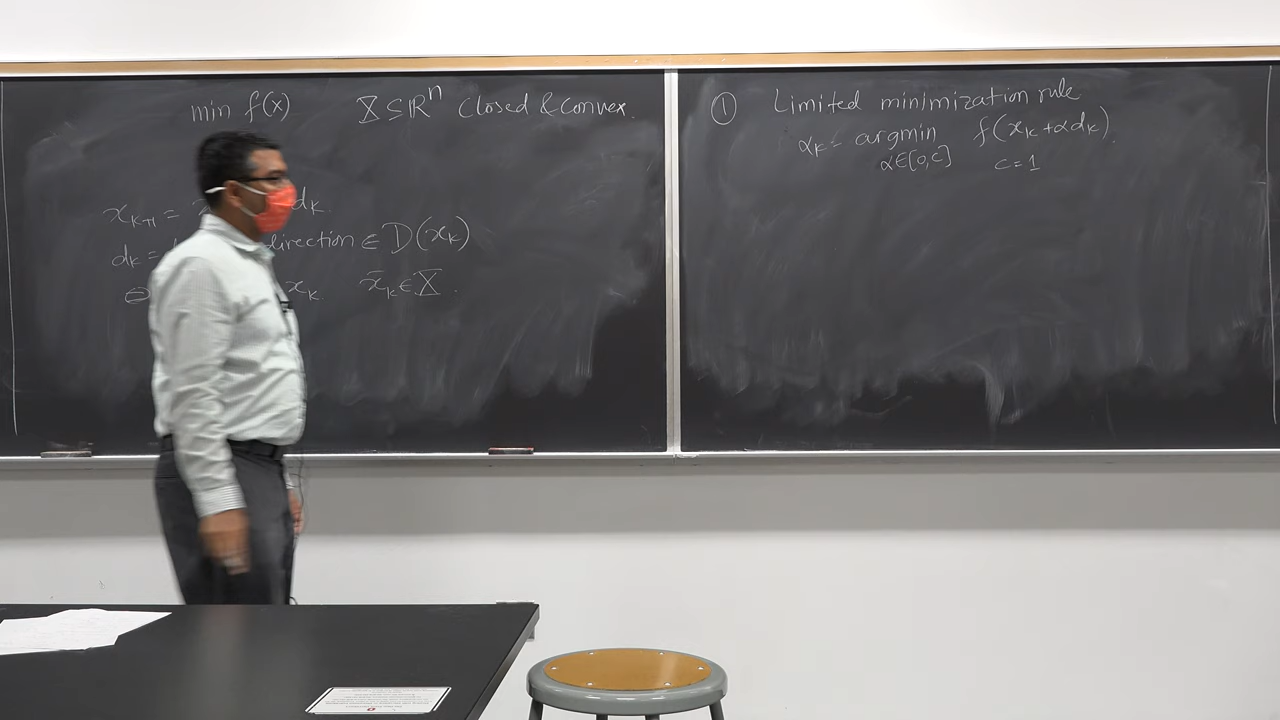 min f(x) 𝕏 ⊆ ℝⁿ Closed & Convex.
x_{k+1} = d_k.
d_k = direction ∈ D(x_k)
x_k. x̄_k ∈ 𝕏.
① Limited minimization rule
α_k = argmin f(x_k + αd_k).
α∈[0,c] c=1